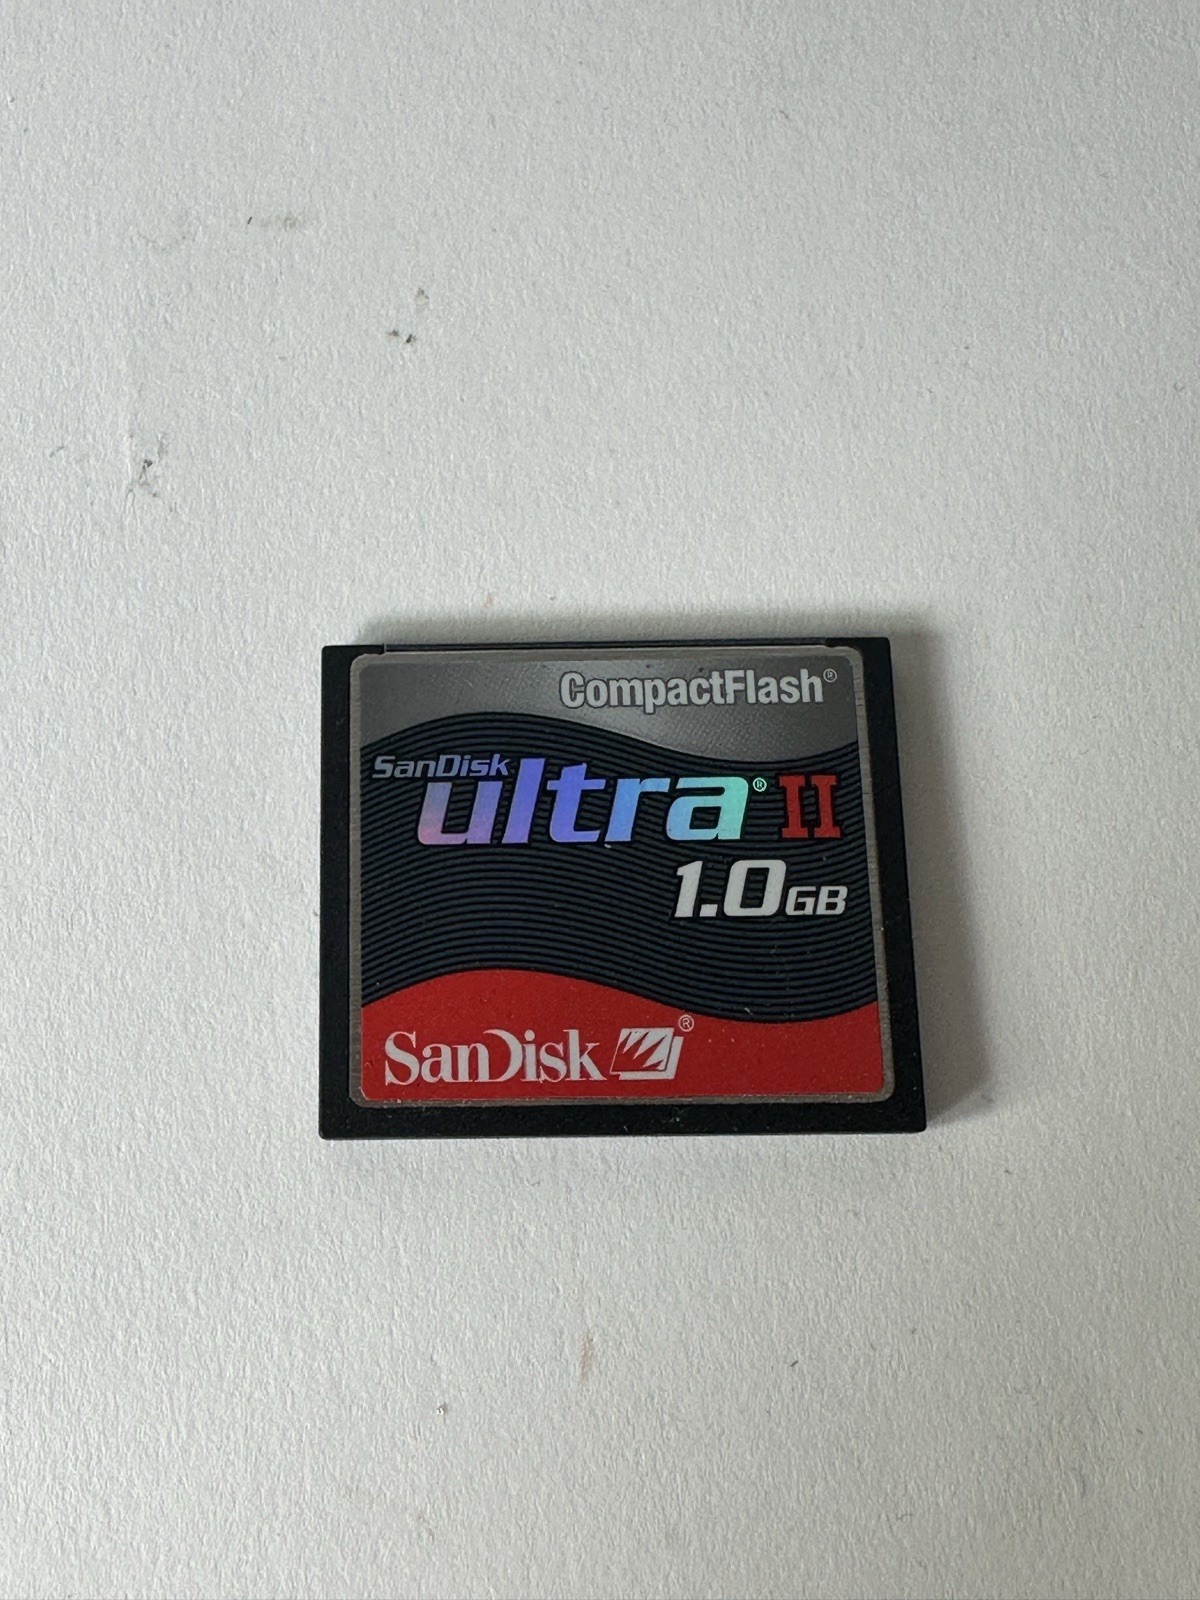 CompactFlash®
SanDisk
ultra® II
1.0GB
SanDisk®